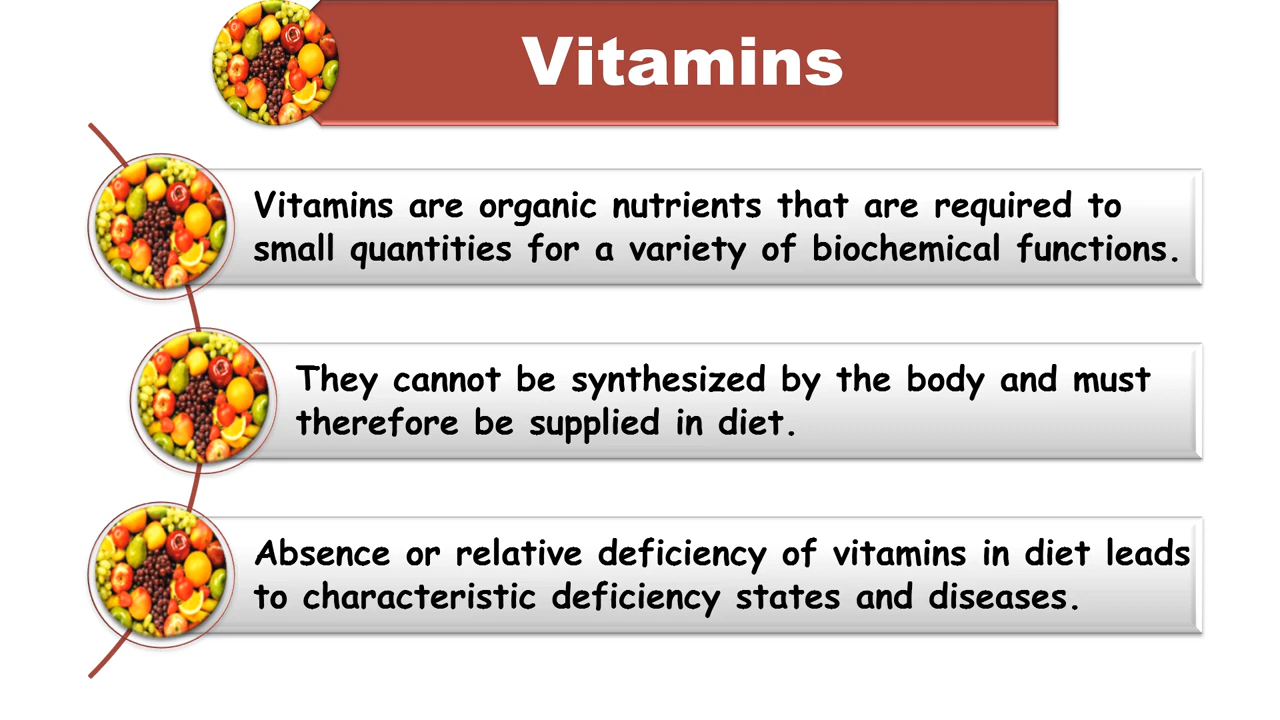 Vitamins
Vitamins are organic nutrients that are required to
small quantities for a variety of biochemical functions.
They cannot be synthesized by the body and must
therefore be supplied in diet.
Absence or relative deficiency of vitamins in diet leads
to characteristic deficiency states and diseases.